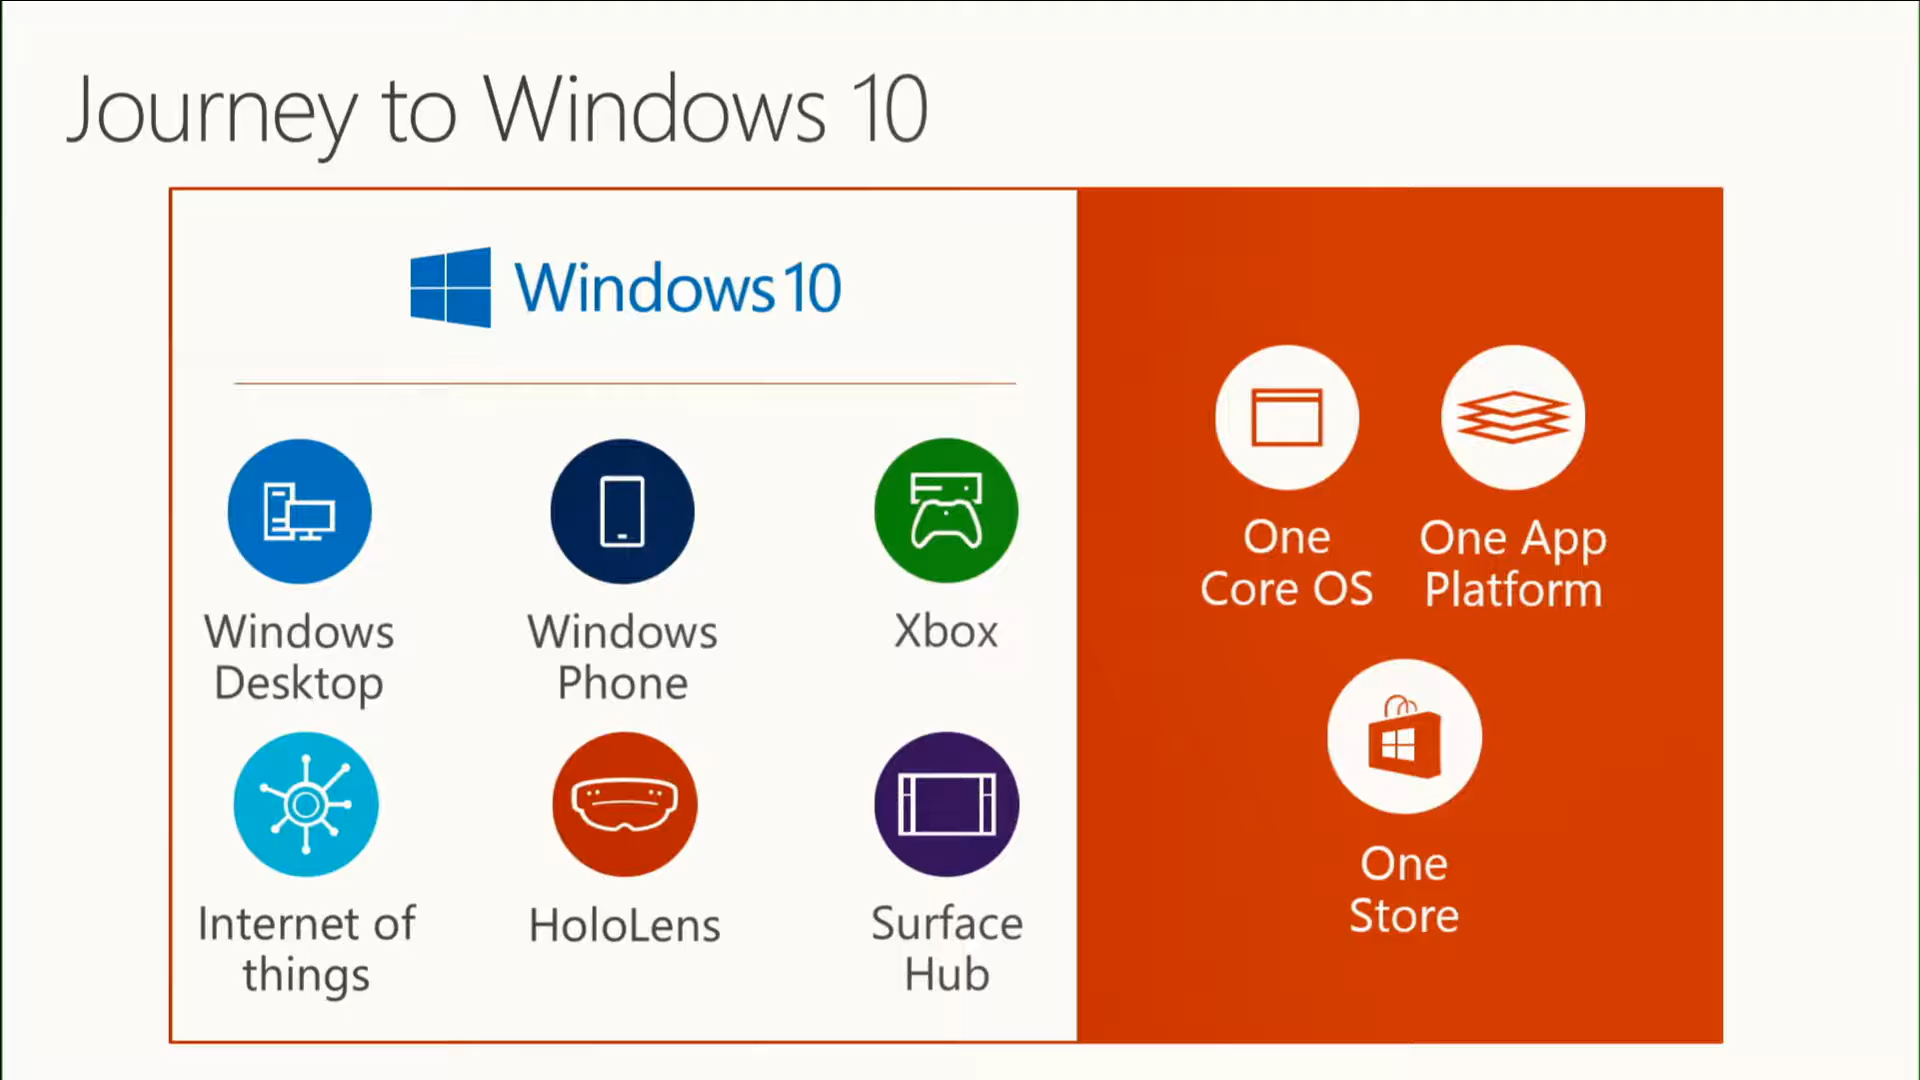 Journey to Windows 10
Windows 10
Windows
Desktop
Windows
Phone
Xbox
Internet of
things
HoloLens
Surface
Hub
One
Core OS
One App
Platform
One
Store